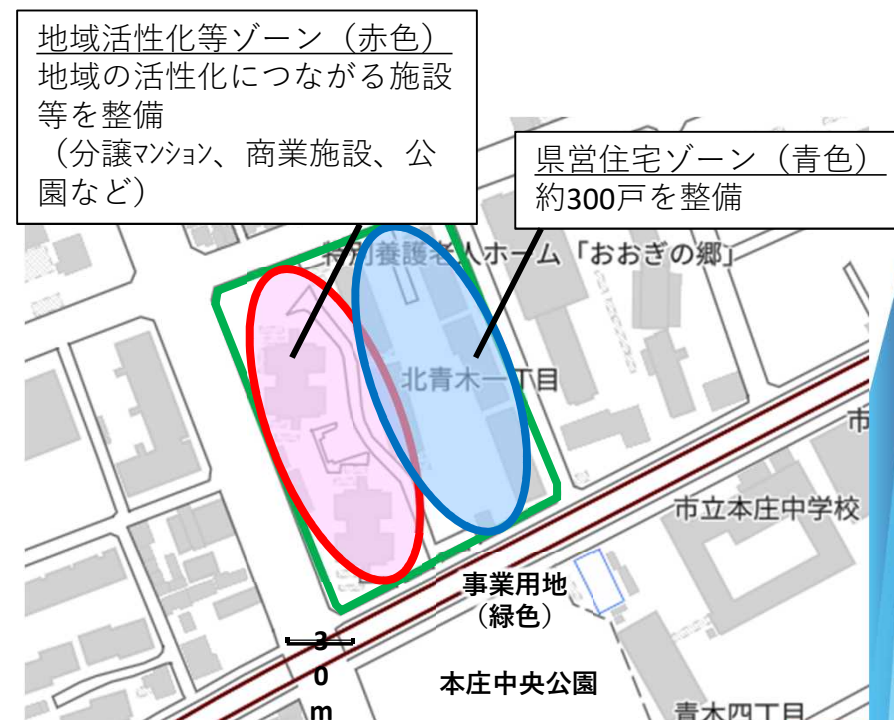 地域活性化等ゾーン（赤色）
地域の活性化につながる施設
等を整備
（分譲ﾏﾝｼｮﾝ、商業施設、公
園など）
県営住宅ゾーン（青色）
約300戸を整備
特別養護老人ホーム「おおぎの郷」
北青木一丁目
市
市立本庄中学校
事業用地
（緑色）
30m
本庄中央公園
青木四丁目